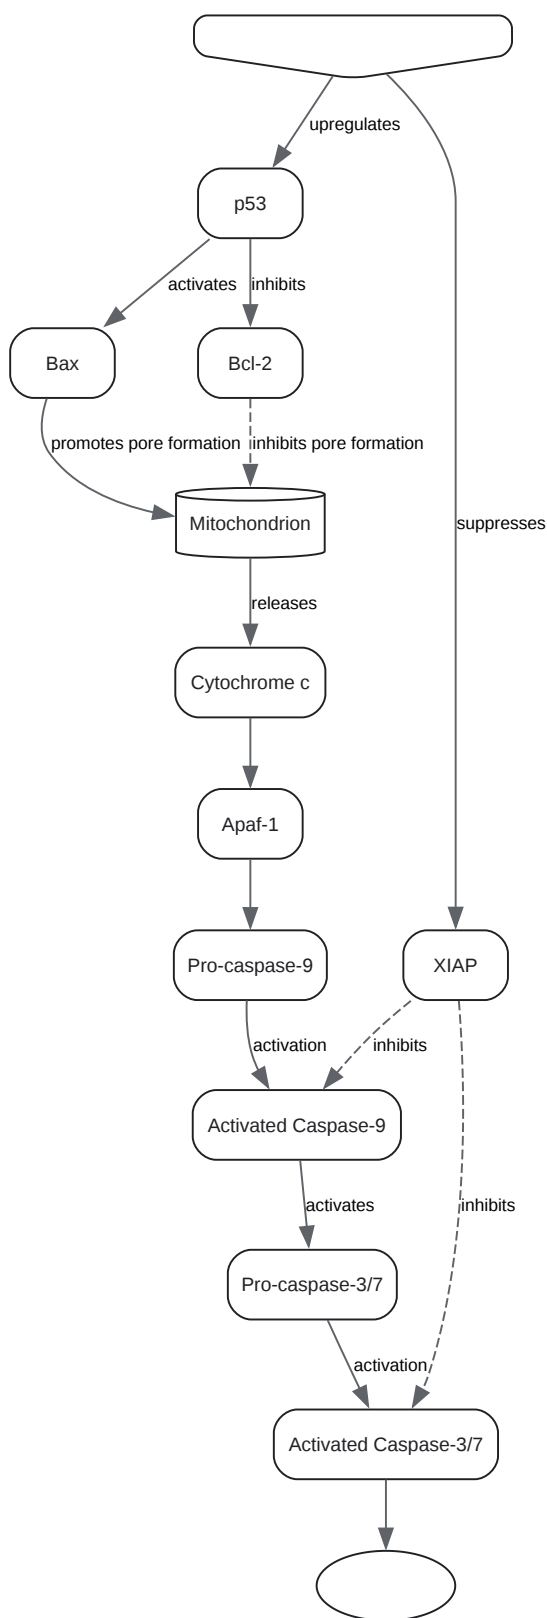 upregulates
p53
activates
inhibits
Bax
Bcl-2
promotes pore formation
inhibits pore formation
Mitochondrion
suppresses
releases
Cytochrome c
Apaf-1
Pro-caspase-9
XIAP
activation
inhibits
Activated Caspase-9
activates
inhibits
Pro-caspase-3/7
activation
Activated Caspase-3/7